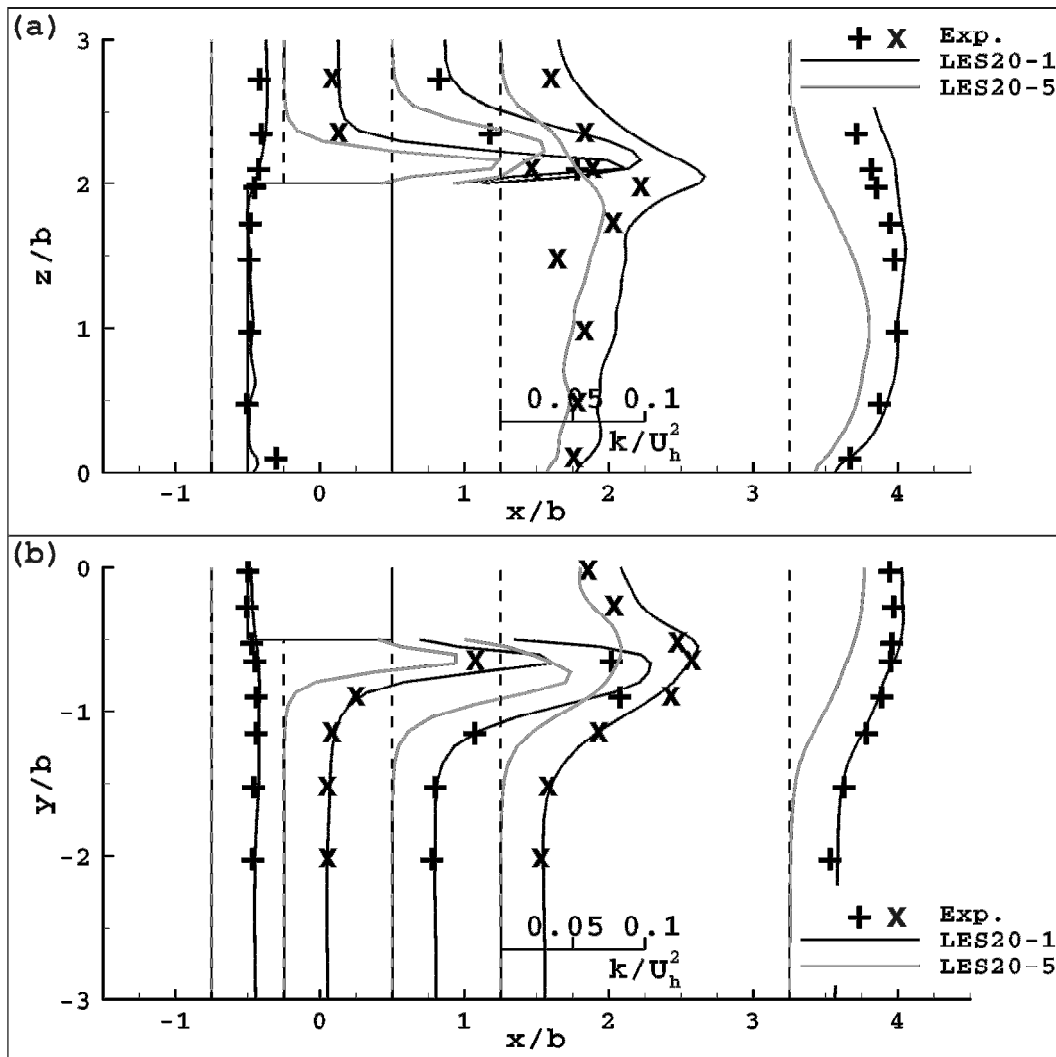 (a)
Exp.
LES20-1
LES20-5
3
2
1
0
z/b
0.05 0.1
k/U_h^2
-1 0 1 2 3 4
x/b
(b)
0
-1
-2
-3
y/b
0.05 0.1
k/U_h^2
Exp.
LES20-1
LES20-5
-1 0 1 2 3 4
x/b